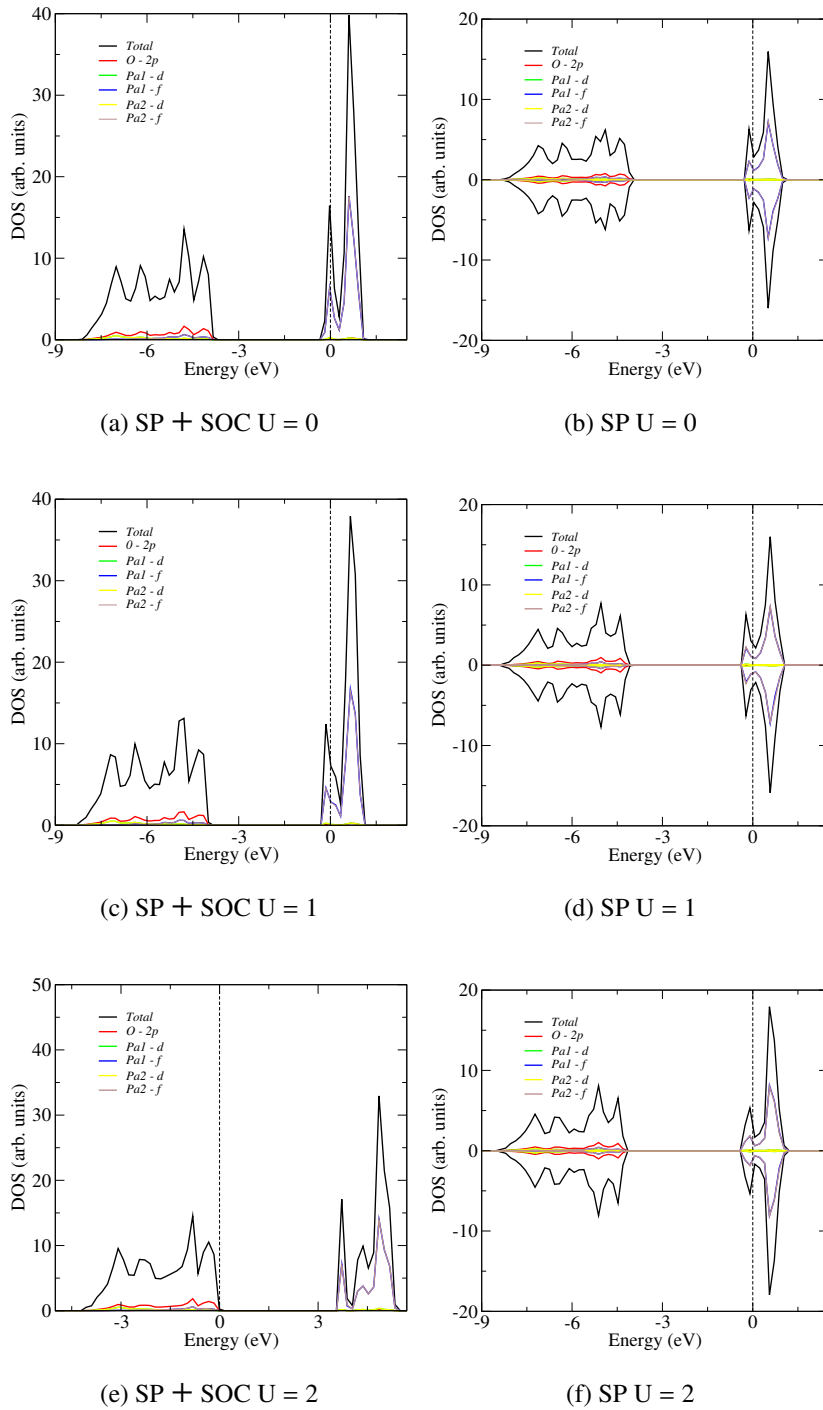 40
30
20
10
0
DOS (arb. units)
Total
O - 2p
Pa1 - d
Pa1 - f
Pa2 - d
Pa2 - f
-9 -6 -3 0
Energy (eV)
(a) SP + SOC U = 0
20
10
0
-10
-20
DOS (arb. units)
Total
O - 2p
Pa1 - d
Pa1 - f
Pa2 - d
Pa2 - f
-9 -6 -3 0
Energy (eV)
(b) SP U = 0
40
30
20
10
0
DOS (arb. units)
Total
0 - 2p
Pa1 - d
Pa1 - f
Pa2 - d
Pa2 - f
-9 -6 -3 0
Energy (eV)
(c) SP + SOC U = 1
20
10
0
-10
-20
DOS (arb. units)
Total
0 - 2p
Pa1 - d
Pa1 - f
Pa2 - d
Pa2 - f
-9 -6 -3 0
Energy (eV)
(d) SP U = 1
50
40
30
20
10
0
DOS (arb. units)
Total
O - 2p
Pa1 - d
Pa1 - f
Pa2 - d
Pa2 - f
-3 0 3
Energy (eV)
(e) SP + SOC U = 2
20
10
0
-10
-20
DOS (arb. units)
Total
O - 2p
Pa1 - d
Pa1 - f
Pa2 - d
Pa2 - f
-9 -6 -3 0
Energy (eV)
(f) SP U = 2